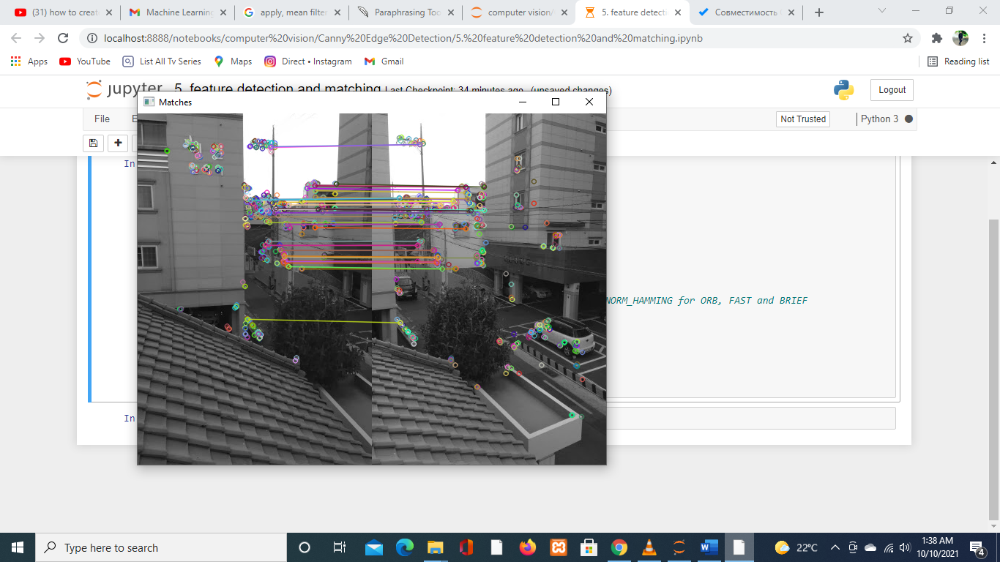 (31) how to creat
Machine Learning
apply, mean filte
Paraphrasing Too
computer vision/
5. feature detecti
Совместимость
localhost:8888/notebooks/computer%20vision/Canny%20Edge%20Detection/5.%20feature%20detection%20and%20matching.ipynb
Apps
YouTube
List All Tv Series
Maps
Direct • Instagram
Gmail
Reading list
jupyter
5. feature detection and matching Last Checkpoint: 34 minutes ago (unsaved changes)
Logout
Matches
File
Not Trusted
Python 3
In
NORM_HAMMING for ORB, FAST and BRIEF
In
Type here to search
22°C
1:38 AM
10/10/2021
4